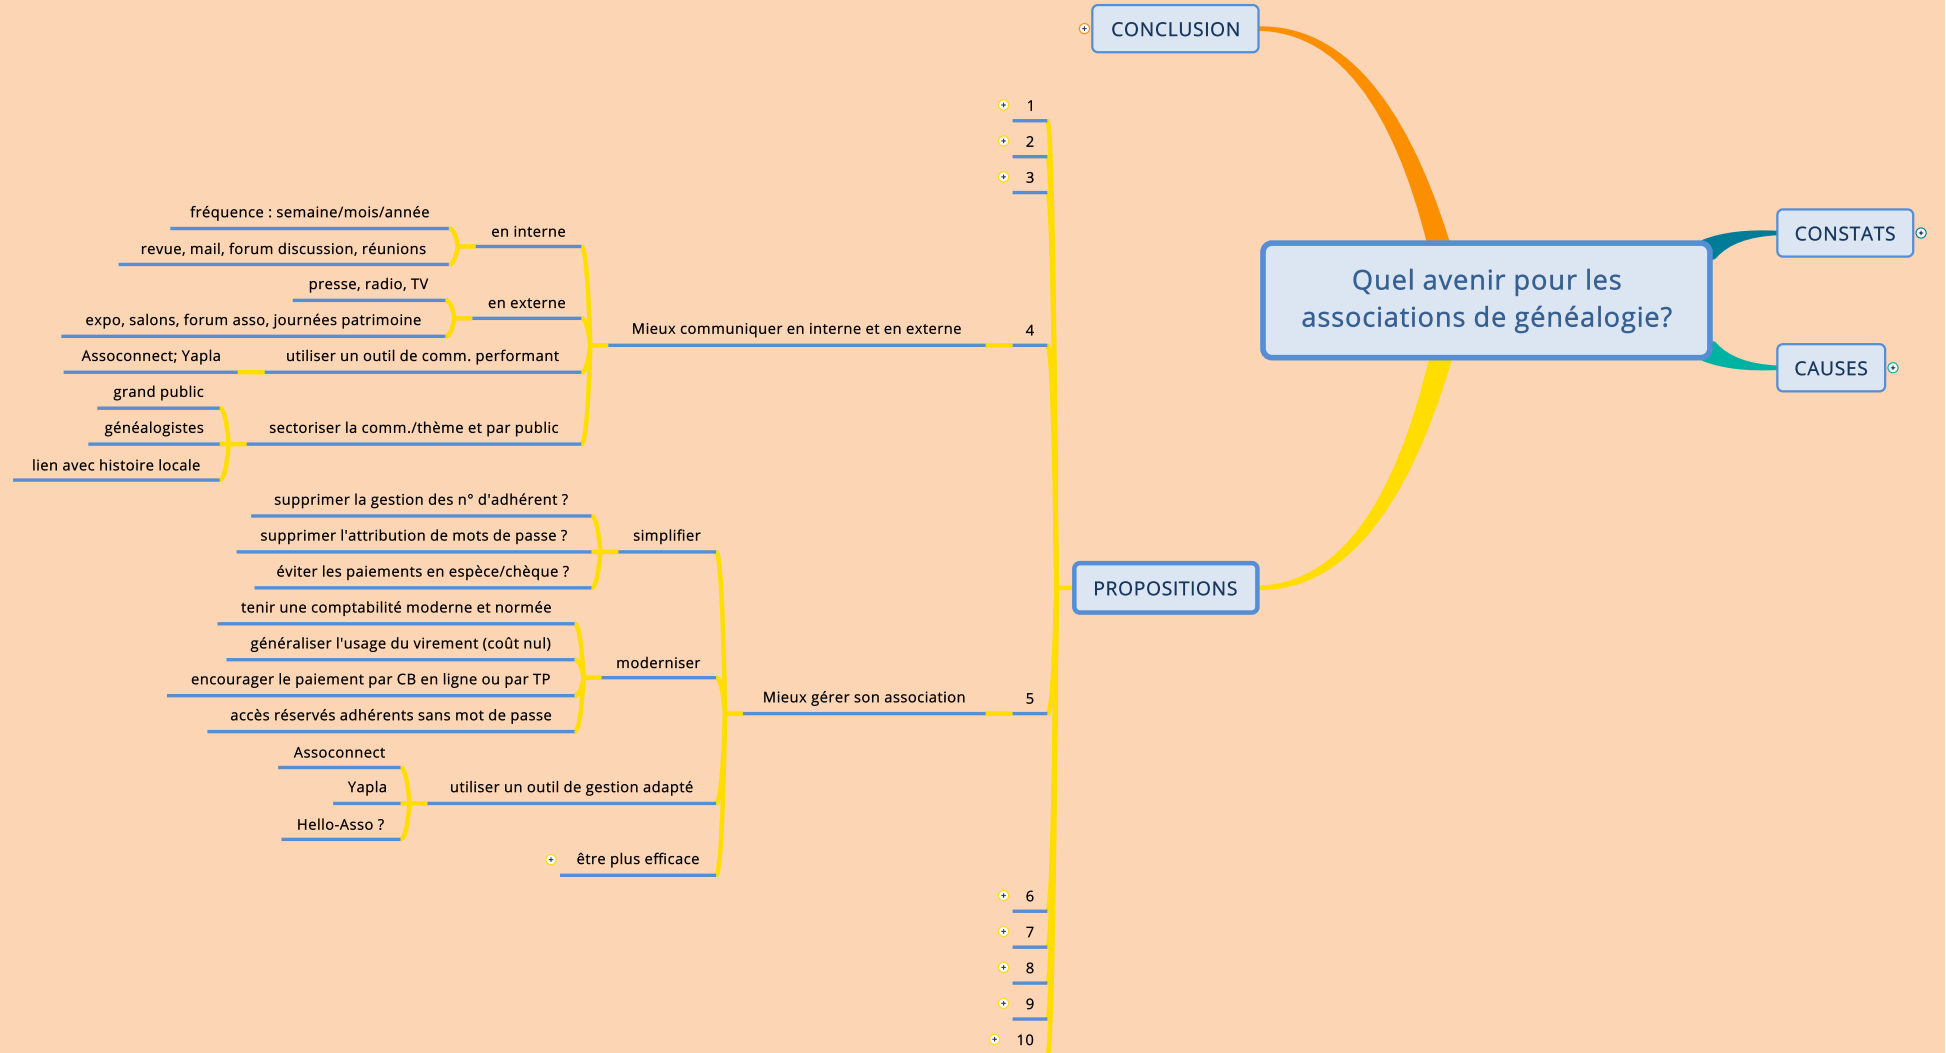 CONCLUSION
Quel avenir pour les
associations de généalogie?
CONSTATS
CAUSES
PROPOSITIONS
1
2
3
4
Mieux communiquer en interne et en externe
en interne
fréquence : semaine/mois/année
revue, mail, forum discussion, réunions
en externe
presse, radio, TV
expo, salons, forum asso, journées patrimoine
utiliser un outil de comm. performant
Assoconnect; Yapla
sectoriser la comm./thème et par public
grand public
généalogistes
lien avec histoire locale
5
Mieux gérer son association
simplifier
supprimer la gestion des n° d'adhérent ?
supprimer l'attribution de mots de passe ?
éviter les paiements en espèce/chèque ?
moderniser
tenir une comptabilité moderne et normée
généraliser l'usage du virement (coût nul)
encourager le paiement par CB en ligne ou par TP
accès réservés adhérents sans mot de passe
utiliser un outil de gestion adapté
Assoconnect
Yapla
Hello-Asso ?
être plus efficace
6
7
8
9
10